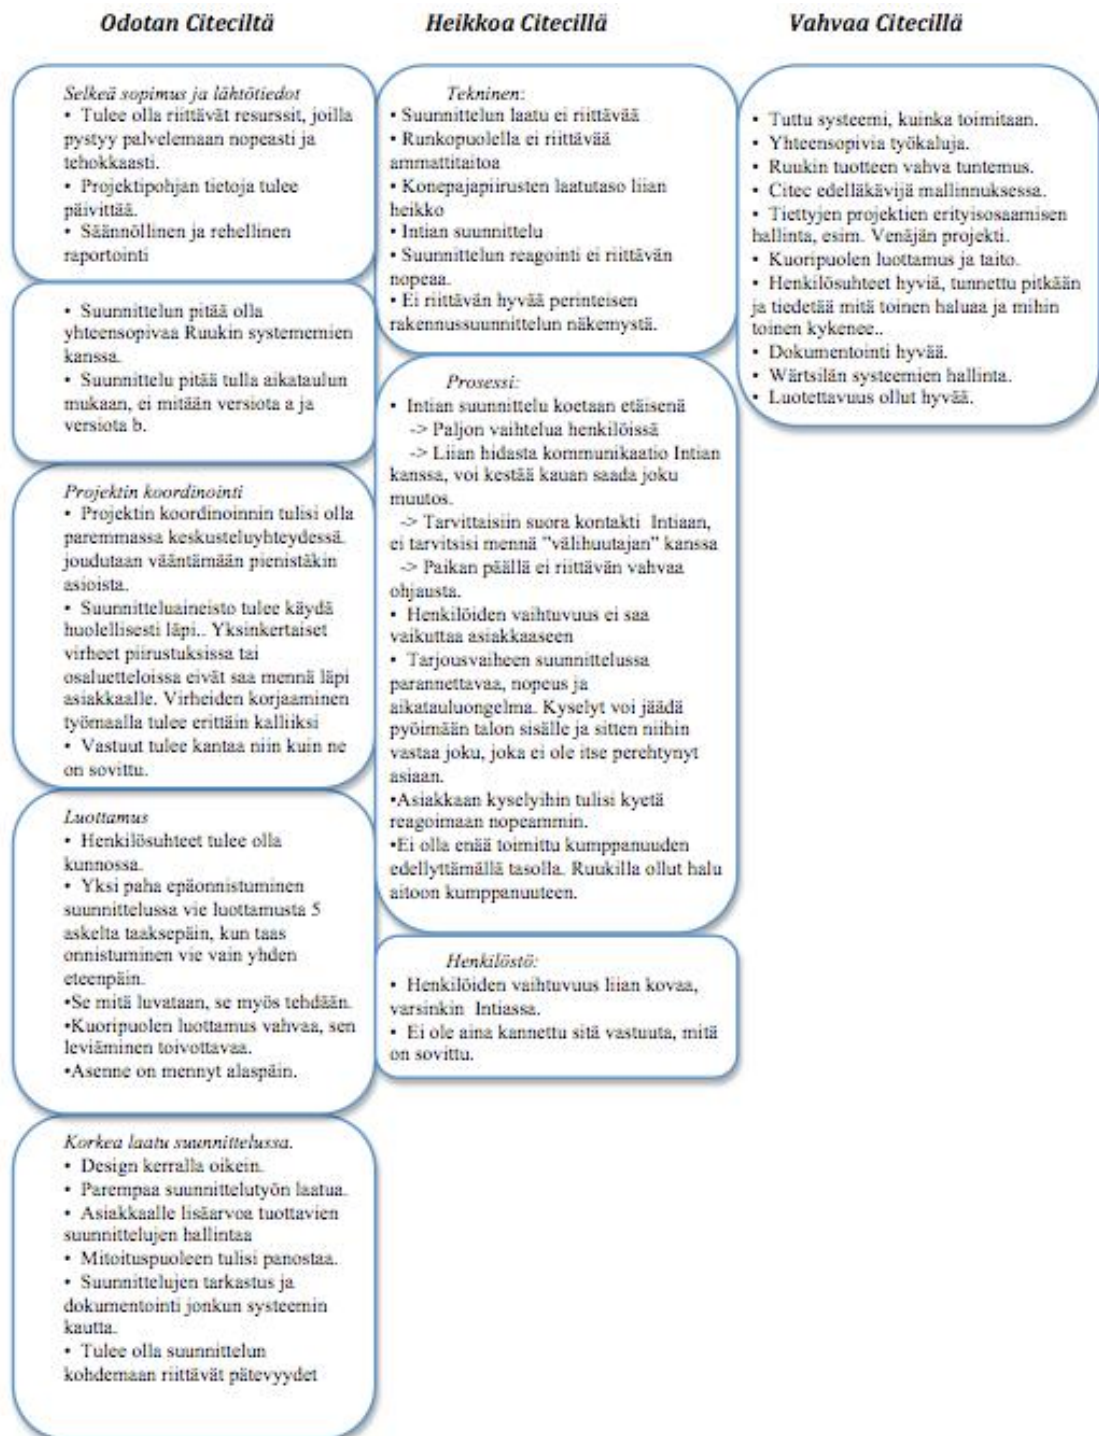 Odotan Citeciltä
Selkeä sopimus ja lähtötiedot
• Tulee olla riittävät resurssit, joilla
pystyy palvelemaan nopeasti ja
tehokkaasti.
• Projektipohjan tietoja tulee
päivittää.
• Säännöllinen ja rehellinen
raportointi
• Suunnittelun pitää olla
yhteensopivaa Ruukin systememien
kanssa.
• Suunnittelu pitää tulla aikataulun
mukaan, ei mitään versiota a ja
versiota b.
Projektin koordinointi
• Projektin koordinoinnin tulisi olla
paremmassa keskusteluyhteydessä.
joudutaan vääntämään pienistäkin
asioista.
• Suunnitteluaineisto tulee käydä
huolellisesti läpi.. Yksinkertaiset
virheet piirustuksissa tai
osaluetteloissa eivät saa mennä läpi
asiakkaalle. Virheiden korjaaminen
työmaalla tulee erittäin kalliiksi
• Vastuut tulee kantaa niin kuin ne
on sovittu.
Luottamus
• Henkilösuhteet tulee olla
kunnossa.
• Yksi paha epäonnistuminen
suunnittelussa vie luottamusta 5
askelta taaksepäin, kun taas
onnistuminen vie vain yhden
eteenpäin.
•Se mitä luvataan, se myös tehdään.
•Kuoripuolen luottamus vahvaa, sen
leviäminen toivottavaa.
•Asenne on mennyt alaspäin.
Korkea laatu suunnittelussa.
• Design kerralla oikein.
• Parempaa suunnittelutyön laatua.
• Asiakkaalle lisäarvoa tuottavien
suunnittelujen hallintaa
• Mitoituspuoleen tulisi panostaa.
• Suunnittelujen tarkastus ja
dokumentointi jonkun systeemin
kautta.
• Tulee olla suunnittelun
kohdemaan riittävät pätevyydet
Heikkoa Citecillä
Tekninen:
• Suunnittelun laatu ei riittävää
• Runkopuolella ei riittävää
ammattitaitoa
• Konepajapiirusten laatutaso liian
heikko
• Intian suunnittelu
• Suunnittelun reagointi ei riittävän
nopeaa.
• Ei riittävän hyvää perinteisen
rakennussuunnittelun näkemystä.
Prosessi:
• Intian suunnittelu koetaan etäisenä
-> Paljon vaihtelua henkilöissä
-> Liian hidasta kommunikaatio Intian
kanssa, voi kestää kauan saada joku
muutos.
-> Tarvittaisiin suora kontakti Intiaan,
ei tarvitsisi mennä "välihuutajan" kanssa
-> Paikan päällä ei riittävän vahvaa
ohjausta.
• Henkilöiden vaihtuvuus ei saa
vaikuttaa asiakkaaseen
• Tarjousvaiheen suunnittelussa
parannettavaa, nopeus ja
aikatauluongelma. Kyselyt voi jäädä
pyöimään talon sisälle ja sitten niihin
vastaa joku, joka ei ole itse perehtynyt
asiaan.
•Asiakkaan kyselyihin tulisi kyetä
reagoimaan nopeammin.
•Ei olla enää toimittu kumppanuuden
edellyttämällä tasolla. Ruukilla ollut halu
aitoon kumppanuuteen.
Henkilöstö:
• Henkilöiden vaihtuvuus liian kovaa,
varsinkin Intiassa.
• Ei ole aina kannettu sitä vastuuta, mitä
on sovittu.
Vahvaa Citecillä
• Tuttu systeemi, kuinka toimitaan.
• Yhteensopivia työkaluja.
• Ruukin tuotteen vahva tuntemus.
• Citec edelläkävijä mallinnuksessa.
• Tiettyjen projektien erityisosaamisen
hallinta, esim. Venäjän projekti.
• Kuoripuolen luottamus ja taito.
• Henkilösuhteet hyviä, tunnettu pitkään
ja tiedetää mitä toinen haluaa ja mihin
toinen kykenee..
• Dokumentointi hyvää.
• Wärtsilän systeemien hallinta.
• Luotettavuus ollut hyvää.